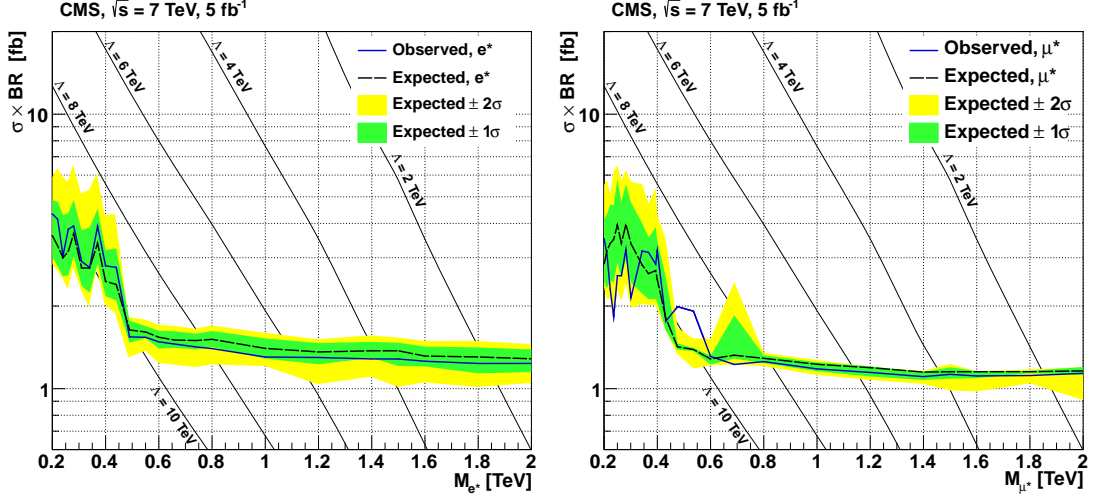 CMS, √s = 7 TeV, 5 fb⁻¹
σ × BR [fb]
10
1
Observed, e*
Expected, e*
Expected ± 2σ
Expected ± 1σ
Λ = 8 TeV
Λ = 6 TeV
Λ = 4 TeV
Λ = 2 TeV
Λ = 10 TeV
0.2 0.4 0.6 0.8 1 1.2 1.4 1.6 1.8 2
M_e* [TeV]
CMS, √s = 7 TeV, 5 fb⁻¹
σ × BR [fb]
10
1
Observed, μ*
Expected, μ*
Expected ± 2σ
Expected ± 1σ
Λ = 8 TeV
Λ = 6 TeV
Λ = 4 TeV
Λ = 2 TeV
Λ = 10 TeV
0.2 0.4 0.6 0.8 1 1.2 1.4 1.6 1.8 2
M_μ* [TeV]